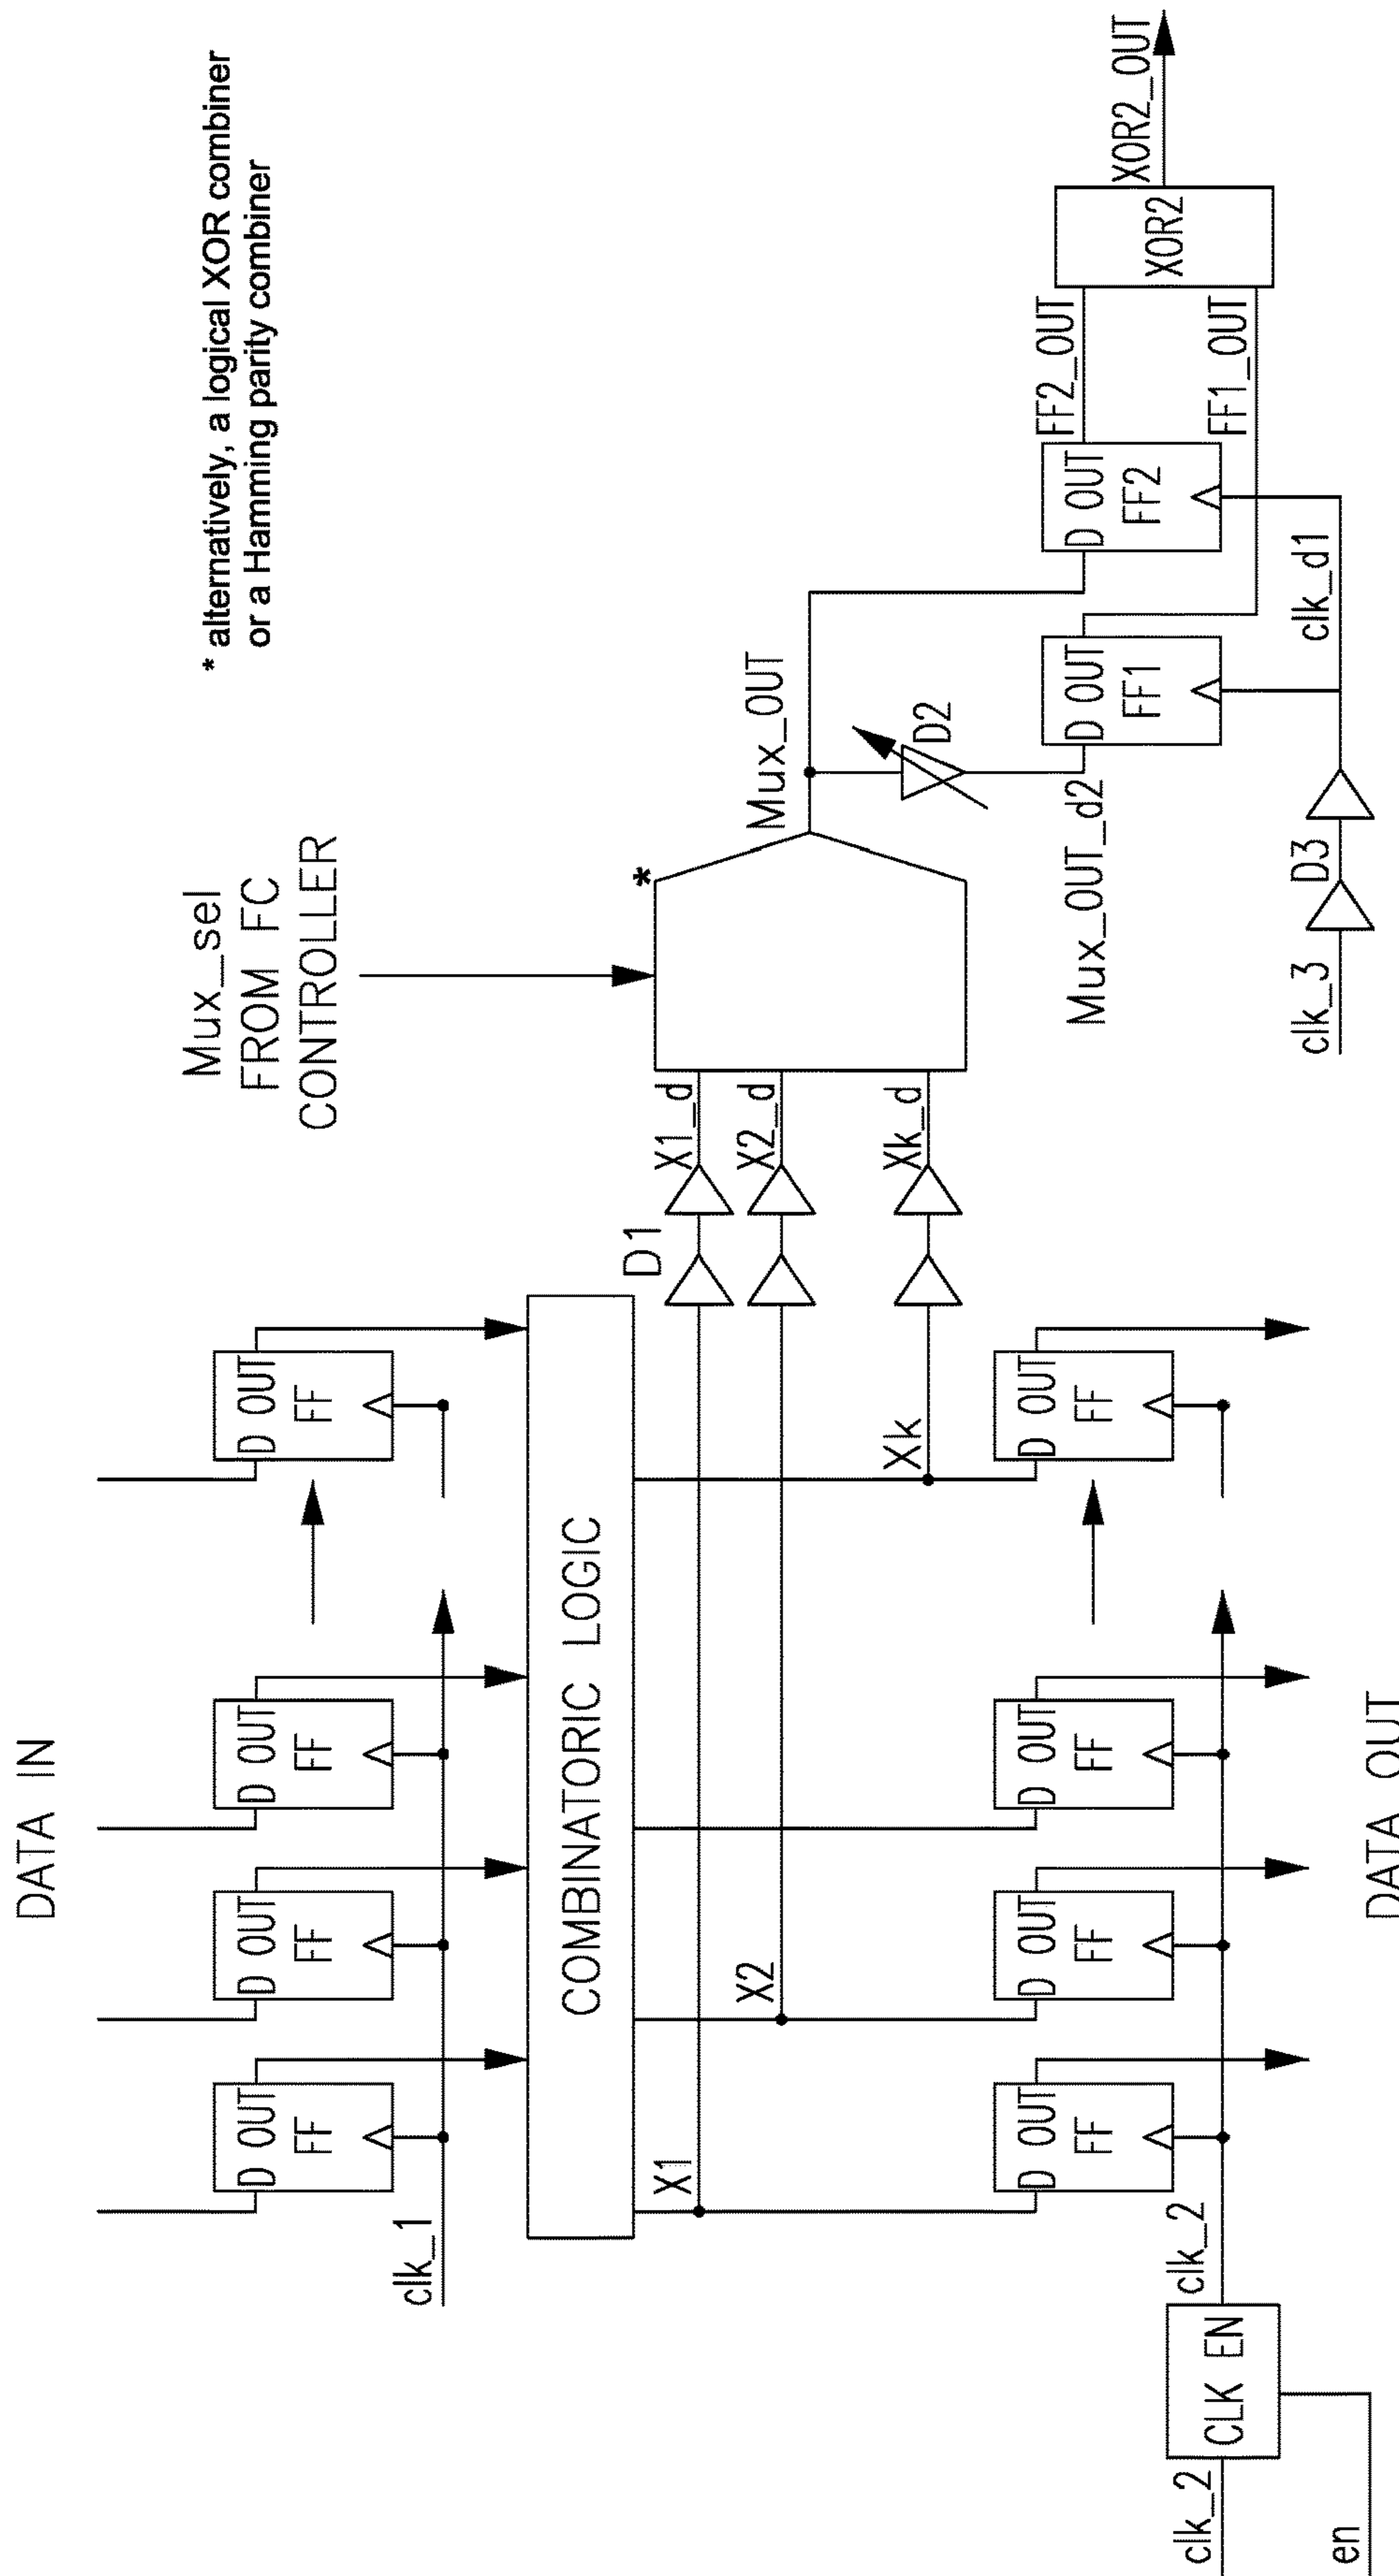 DATA IN
D OUT
FF
D OUT
FF
D OUT
FF
D OUT
FF
clk_1
COMBINATORIC LOGIC
X1
X2
Xk
D OUT
FF
D OUT
FF
D OUT
FF
D OUT
FF
clk_2
CLK EN
clk_2
en
DATA OUT
Mux_sel
FROM FC
CONTROLLER
* alternatively, a logical XOR combiner
or a Hamming parity combiner
D1
X1_d
X2_d
Xk_d
*
Mux_OUT
D2
Mux_OUT_d2
D OUT
FF1
D OUT
FF2
FF2_OUT
FF1_OUT
XOR2
XOR2_OUT
clk_3
D3
clk_d1